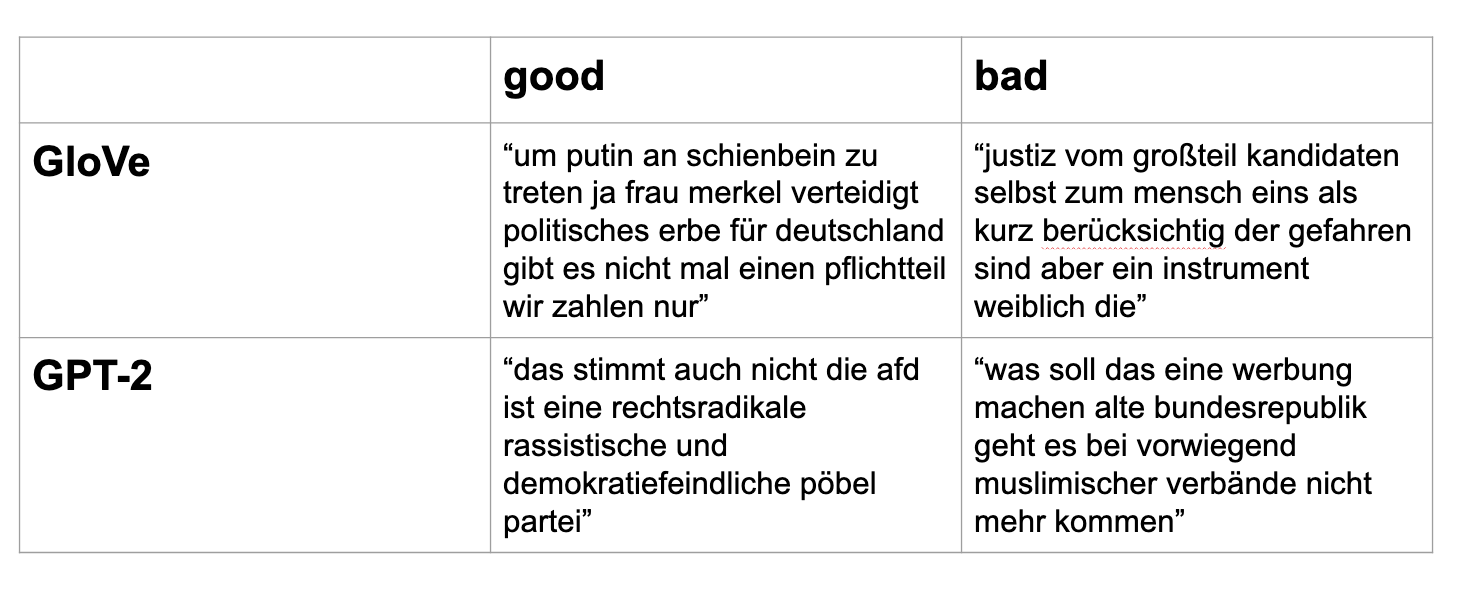 good
bad
GloVe
“um putin an schienbein zu
treten ja frau merkel verteidigt
politisches erbe für deutschland
gibt es nicht mal einen pflichtteil
wir zahlen nur”
“justiz vom großteil kandidaten
selbst zum mensch eins als
kurz berücksichtig der gefahren
sind aber ein instrument
weiblich die”
GPT-2
“das stimmt auch nicht die afd
ist eine rechtsradikale
rassistische und
demokratiefeindliche pöbel
partei”
“was soll das eine werbung
machen alte bundesrepublik
geht es bei vorwiegend
muslimischer verbände nicht
mehr kommen”